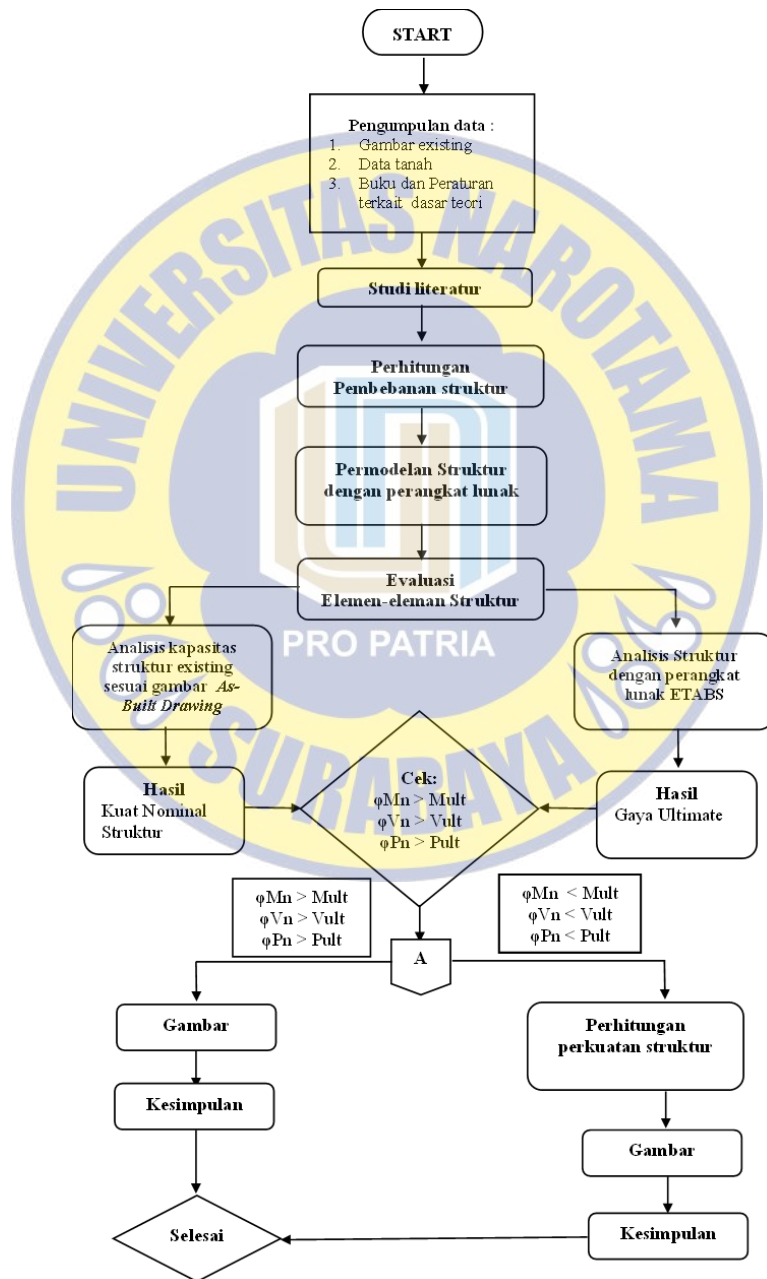 START
Pengumpulan data :
1. Gambar existing
2. Data tanah
3. Buku dan Peraturan
terkait dasar teori
UNIVERSITAS NAROTAMA
Studi literatur
Perhitungan
Pembebanan struktur
Permodelan Struktur
dengan perangkat lunak
Evaluasi
Elemen-eleman Struktur
PRO PATRIA
Analisis kapasitas
struktur existing
sesuai gambar As-
Built Drawing
Analisis Struktur
dengan perangkat
lunak ETABS
SURABAYA
Hasil
Kuat Nominal
Struktur
Cek:
φMn > Mult
φVn > Vult
φPn > Pult
Hasil
Gaya Ultimate
φMn > Mult
φVn > Vult
φPn > Pult
φMn < Mult
φVn < Vult
φPn < Pult
A
Gambar
Kesimpulan
Perhitungan
perkuatan struktur
Gambar
Kesimpulan
Selesai